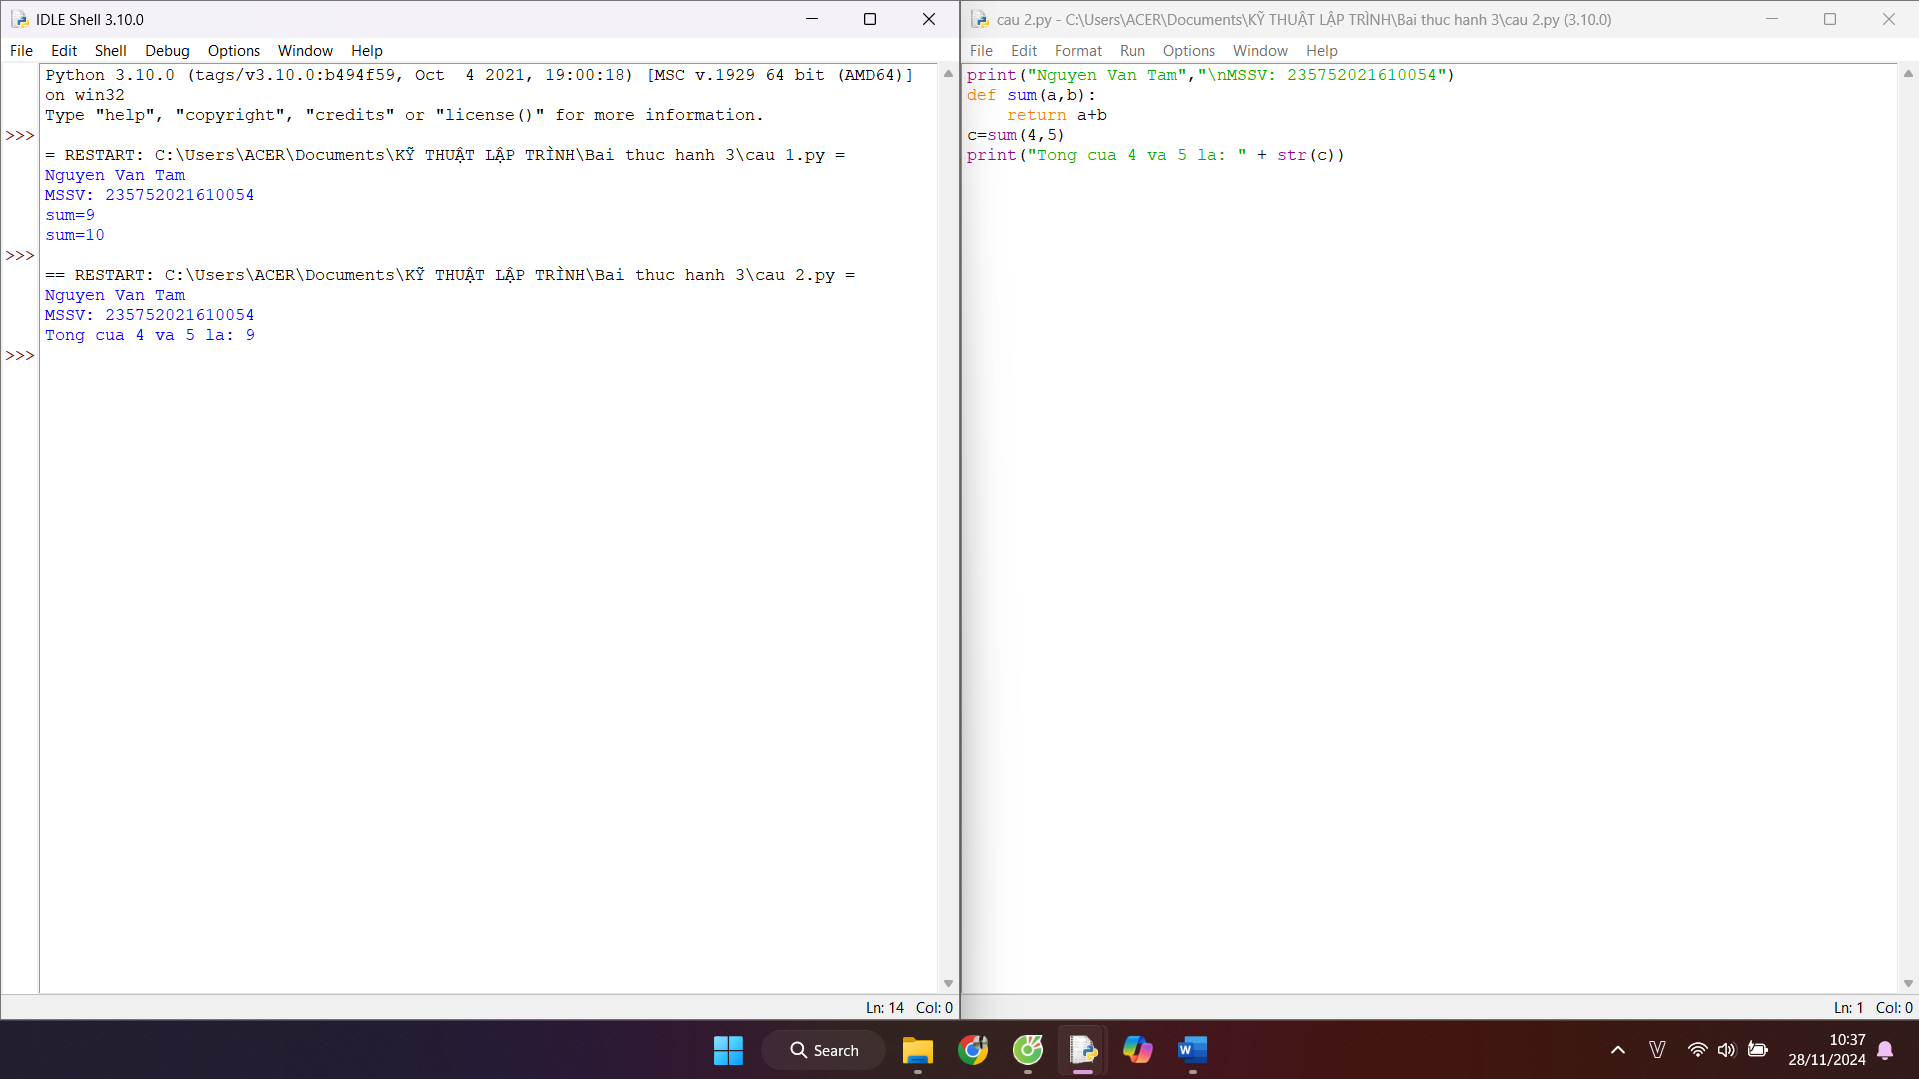 IDLE Shell 3.10.0
File Edit Shell Debug Options Window Help
Python 3.10.0 (tags/v3.10.0:b494f59, Oct  4 2021, 19:00:18) [MSC v.1929 64 bit (AMD64)]
on win32
Type "help", "copyright", "credits" or "license()" for more information.
>>>
= RESTART: C:\Users\ACER\Documents\KỸ THUẬT LẬP TRÌNH\Bai thuc hanh 3\cau 1.py =
Nguyen Van Tam
MSSV: 235752021610054
sum=9
sum=10
>>>
== RESTART: C:\Users\ACER\Documents\KỸ THUẬT LẬP TRÌNH\Bai thuc hanh 3\cau 2.py =
Nguyen Van Tam
MSSV: 235752021610054
Tong cua 4 va 5 la: 9
>>>
Ln: 14 Col: 0
cau 2.py - C:\Users\ACER\Documents\KỸ THUẬT LẬP TRÌNH\Bai thuc hanh 3\cau 2.py (3.10.0)
File Edit Format Run Options Window Help
print("Nguyen Van Tam","\nMSSV: 235752021610054")
def sum(a,b):
    return a+b
c=sum(4,5)
print("Tong cua 4 va 5 la: " + str(c))
Ln: 1 Col: 0
Search
V
10:37
28/11/2024